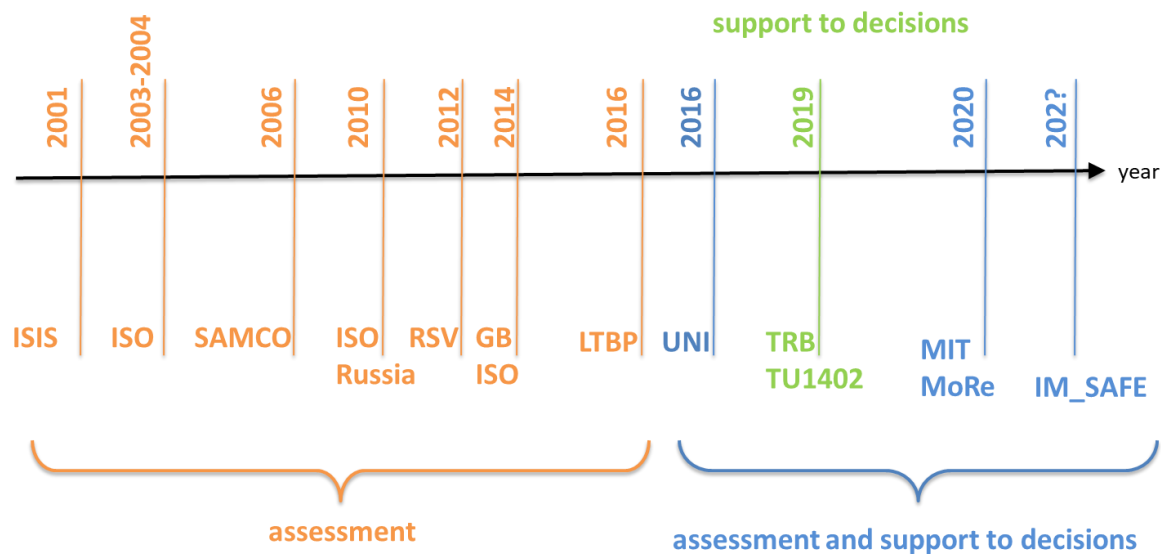 support to decisions
2001
2003-2004
2006
2010
2012
2014
2016
2016
2019
2020
202?
year
ISIS
ISO
SAMCO
ISO
Russia
RSV
GB
ISO
LTBP
UNI
TRB
TU1402
MIT
MoRe
IM_SAFE
assessment
assessment and support to decisions